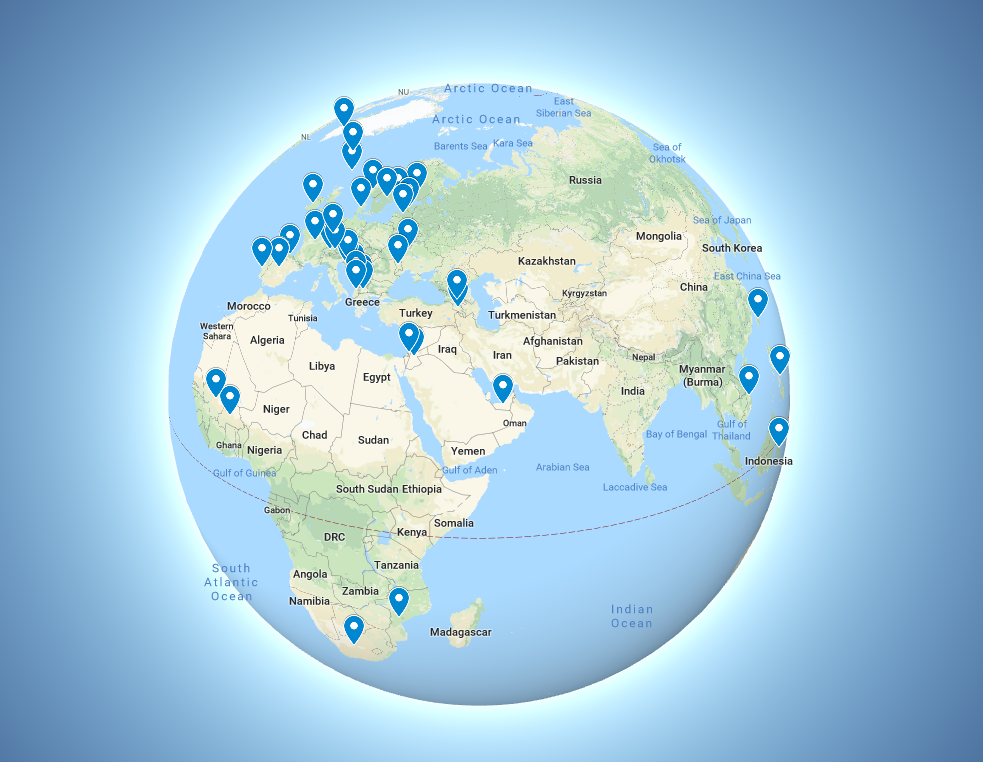 NU
Arctic Ocean
East
Siberian Sea
Arctic Ocean
NL
Barents Sea
Kara Sea
Sea of
Okhotsk
Russia
Sea of Japan
Mongolia
South Korea
Kazakhstan
East China Sea
China
Kyrgyzstan
Morocco
Greece
Turkey
Tunisia
Turkmenistan
Western
Sahara
Algeria
Iraq
Iran
Afghanistan
Pakistan
Nepal
Myanmar
(Burma)
Libya
Egypt
India
Niger
Oman
Chad
Sudan
Ghana
Nigeria
Yemen
Bay of Bengal
Gulf of
Thailand
Indonesia
Gulf of Guinea
Gulf of Aden
Arabian Sea
South Sudan
Ethiopia
Laccadive Sea
Gabon
Somalia
DRC
Kenya
Tanzania
South
Atlantic
Ocean
Angola
Zambia
Namibia
Madagascar
Indian
Ocean